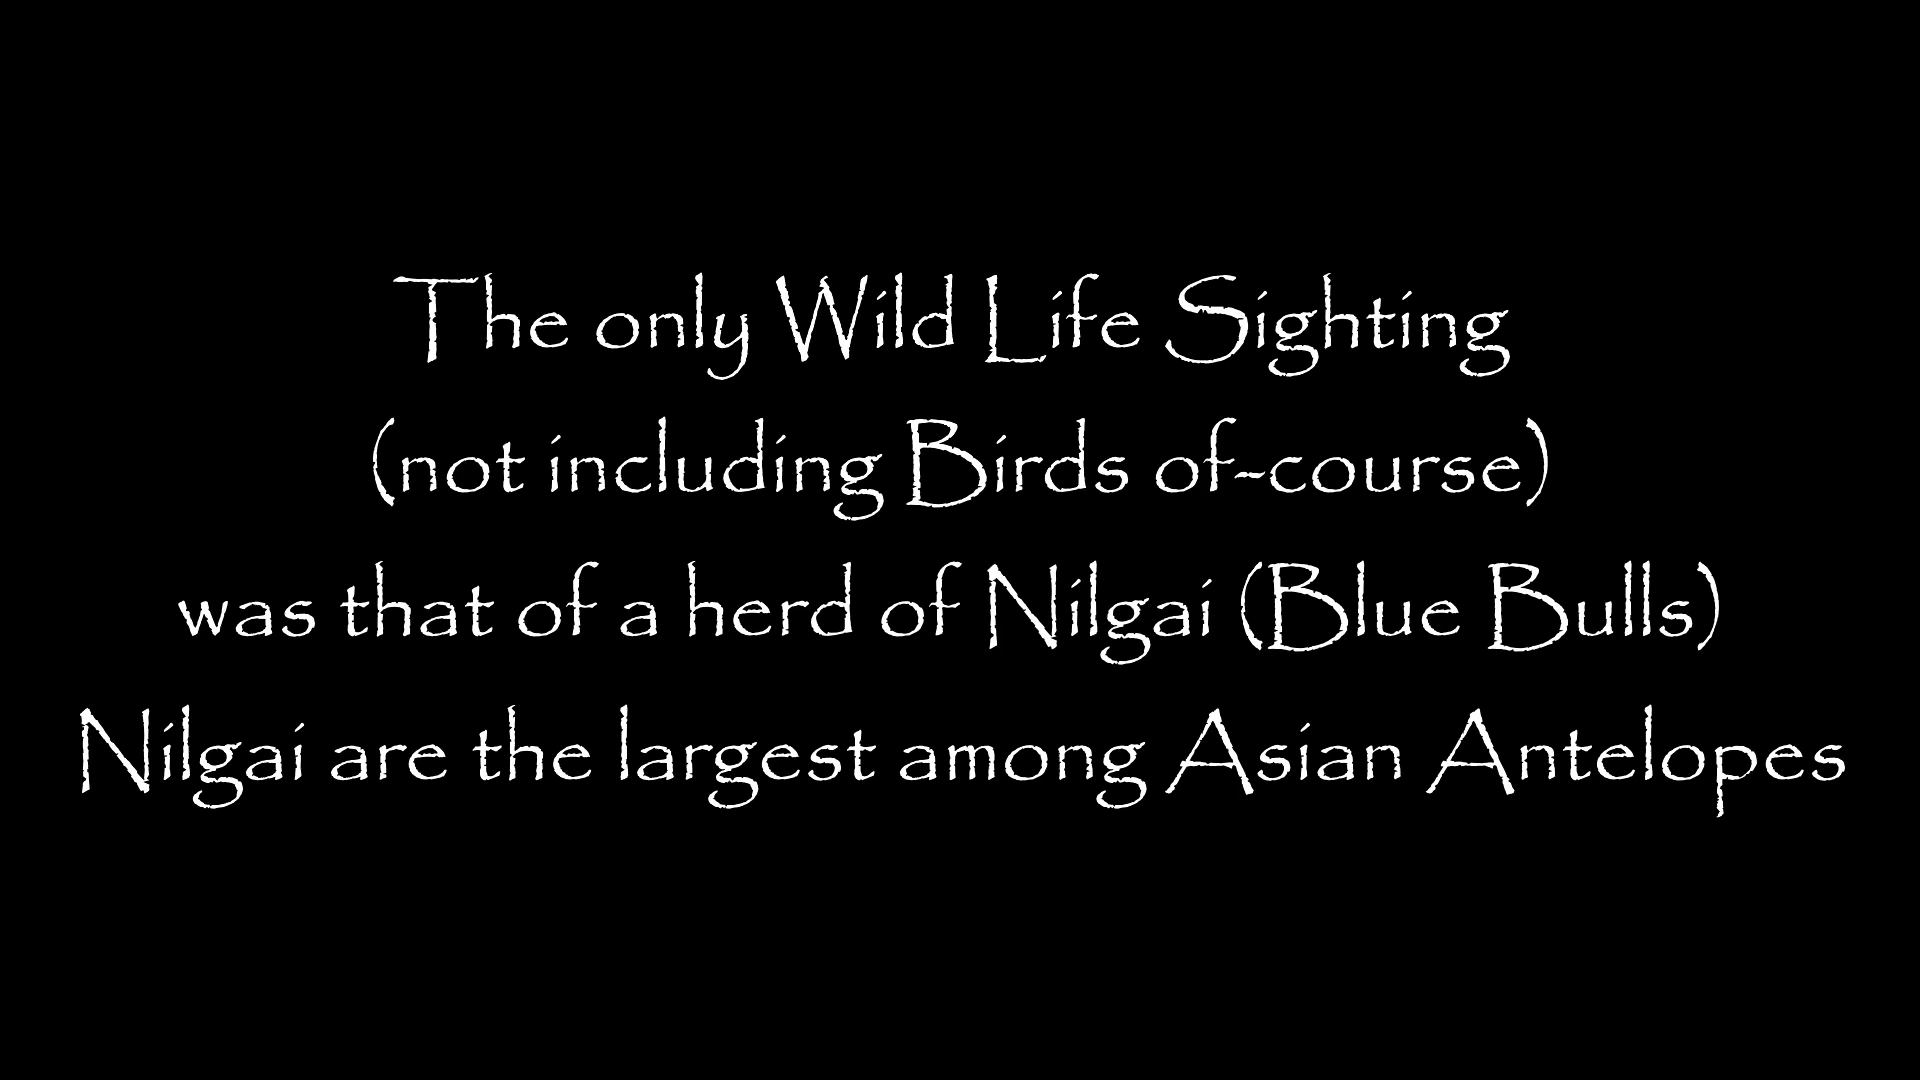 The only Wild Life Sighting
(not including Birds of-course)
was that of a herd of Nilgai (Blue Bulls)
Nilgai are the largest among Asian Antelopes